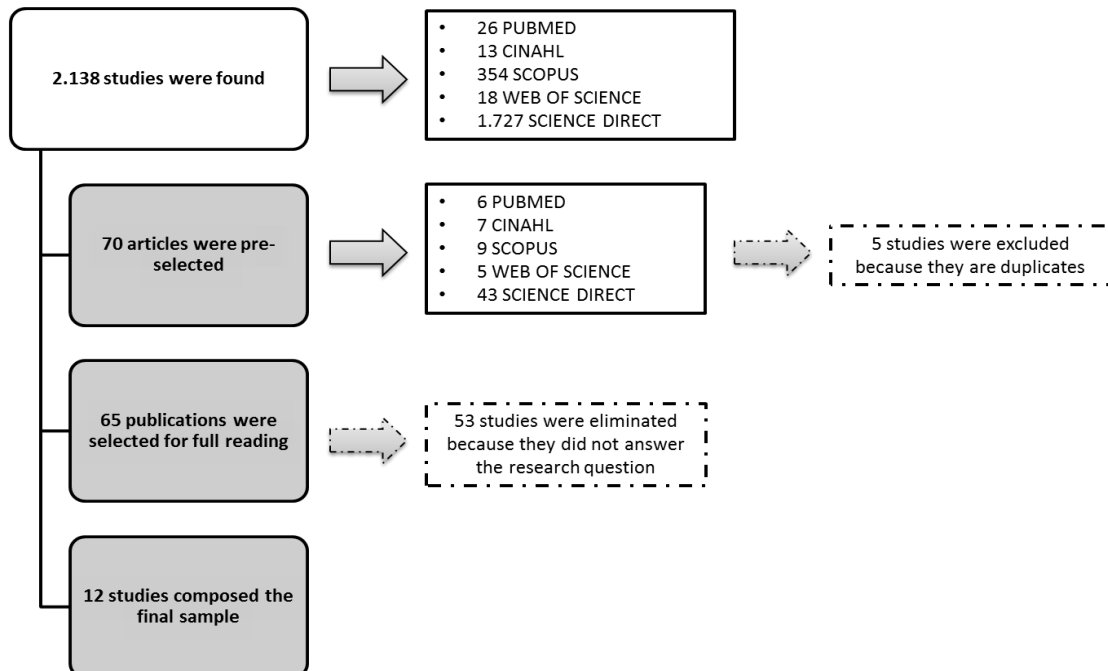 2.138 studies were found
• 26 PUBMED
• 13 CINAHL
• 354 SCOPUS
• 18 WEB OF SCIENCE
• 1.727 SCIENCE DIRECT
70 articles were pre-
selected
• 6 PUBMED
• 7 CINAHL
• 9 SCOPUS
• 5 WEB OF SCIENCE
• 43 SCIENCE DIRECT
5 studies were excluded
because they are duplicates
65 publications were
selected for full reading
53 studies were eliminated
because they did not answer
the research question
12 studies composed the
final sample